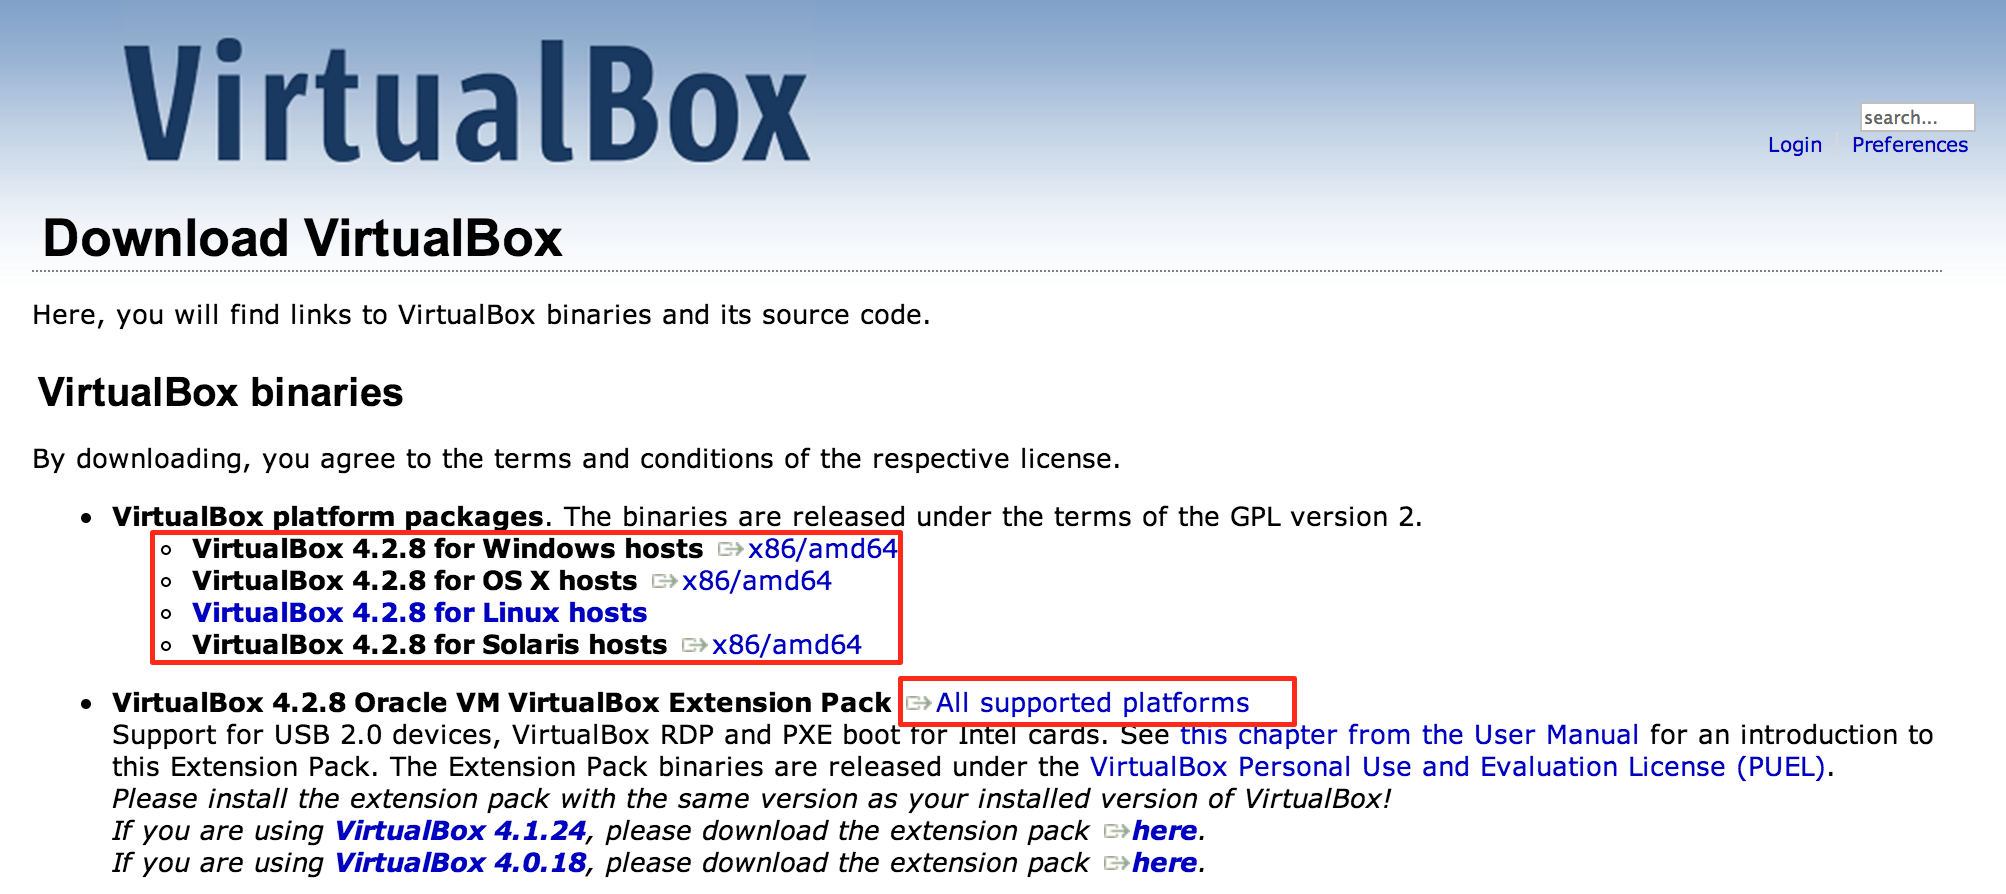 VirtualBox
search...
Login Preferences
Download VirtualBox
Here, you will find links to VirtualBox binaries and its source code.
VirtualBox binaries
By downloading, you agree to the terms and conditions of the respective license.
VirtualBox platform packages. The binaries are released under the terms of the GPL version 2.
VirtualBox 4.2.8 for Windows hosts x86/amd64
VirtualBox 4.2.8 for OS X hosts x86/amd64
VirtualBox 4.2.8 for Linux hosts
VirtualBox 4.2.8 for Solaris hosts x86/amd64
VirtualBox 4.2.8 Oracle VM VirtualBox Extension Pack All supported platforms
Support for USB 2.0 devices, VirtualBox RDP and PXE boot for Intel cards. See this chapter from the User Manual for an introduction to
this Extension Pack. The Extension Pack binaries are released under the VirtualBox Personal Use and Evaluation License (PUEL).
Please install the extension pack with the same version as your installed version of VirtualBox!
If you are using VirtualBox 4.1.24, please download the extension pack here.
If you are using VirtualBox 4.0.18, please download the extension pack here.